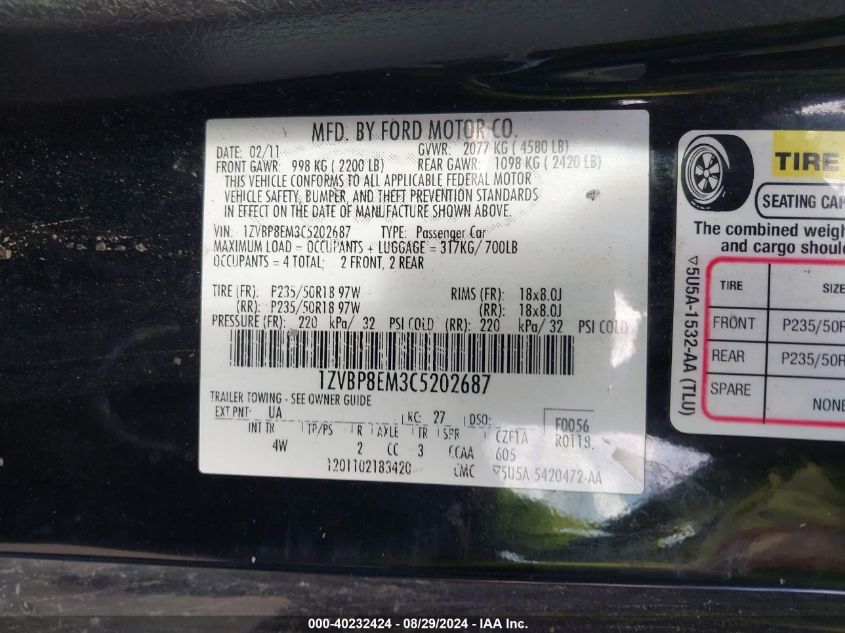 MFD. BY FORD MOTOR CO.
DATE: 02/11 GVWR: 2077 KG ( 4580 LB)
FRONT GAWR: 998 KG ( 2200 LB) REAR GAWR: 1098 KG ( 2420 LB)
THIS VEHICLE CONFORMS TO ALL APPLICABLE FEDERAL MOTOR
VEHICLE SAFETY, BUMPER, AND THEFT PREVENTION STANDARDS
IN EFFECT ON THE DATE OF MANUFACTURE SHOWN ABOVE.
VIN: 1ZVBP8EM3C5202687 TYPE: Passenger Car
MAXIMUM LOAD = OCCUPANTS + LUGGAGE = 317KG/ 700LB
OCCUPANTS = 4 TOTAL; 2 FRONT, 2 REAR
TIRE (FR): P235/50R18 97W RIMS (FR): 18x8.0J
(RR): P235/50R18 97W (RR): 18x8.0J
PRESSURE (FR): 220 kPa/ 32 PSI COLD (RR): 220 kPa/ 32 PSI COLD
1ZVBP8EM3C5202687
TRAILER TOWING - SEE OWNER GUIDE
EXT PNT: UA RC: 27 DSO: F0056
INT TR TP/PS R AXLE TR SPR CZF1A R0118
4W 2 CC 3 CCAA 605
1201102183420 CMC ▽5U5A-5420472-AA
TIRE
SEATING CAP
The combined weigh
and cargo shoul
▽5U5A-1532-AA (TLU)
TIRE SIZE
FRONT P235/50R
REAR P235/50R
SPARE NONE
000-40232424 - 08/29/2024 - IAA Inc.